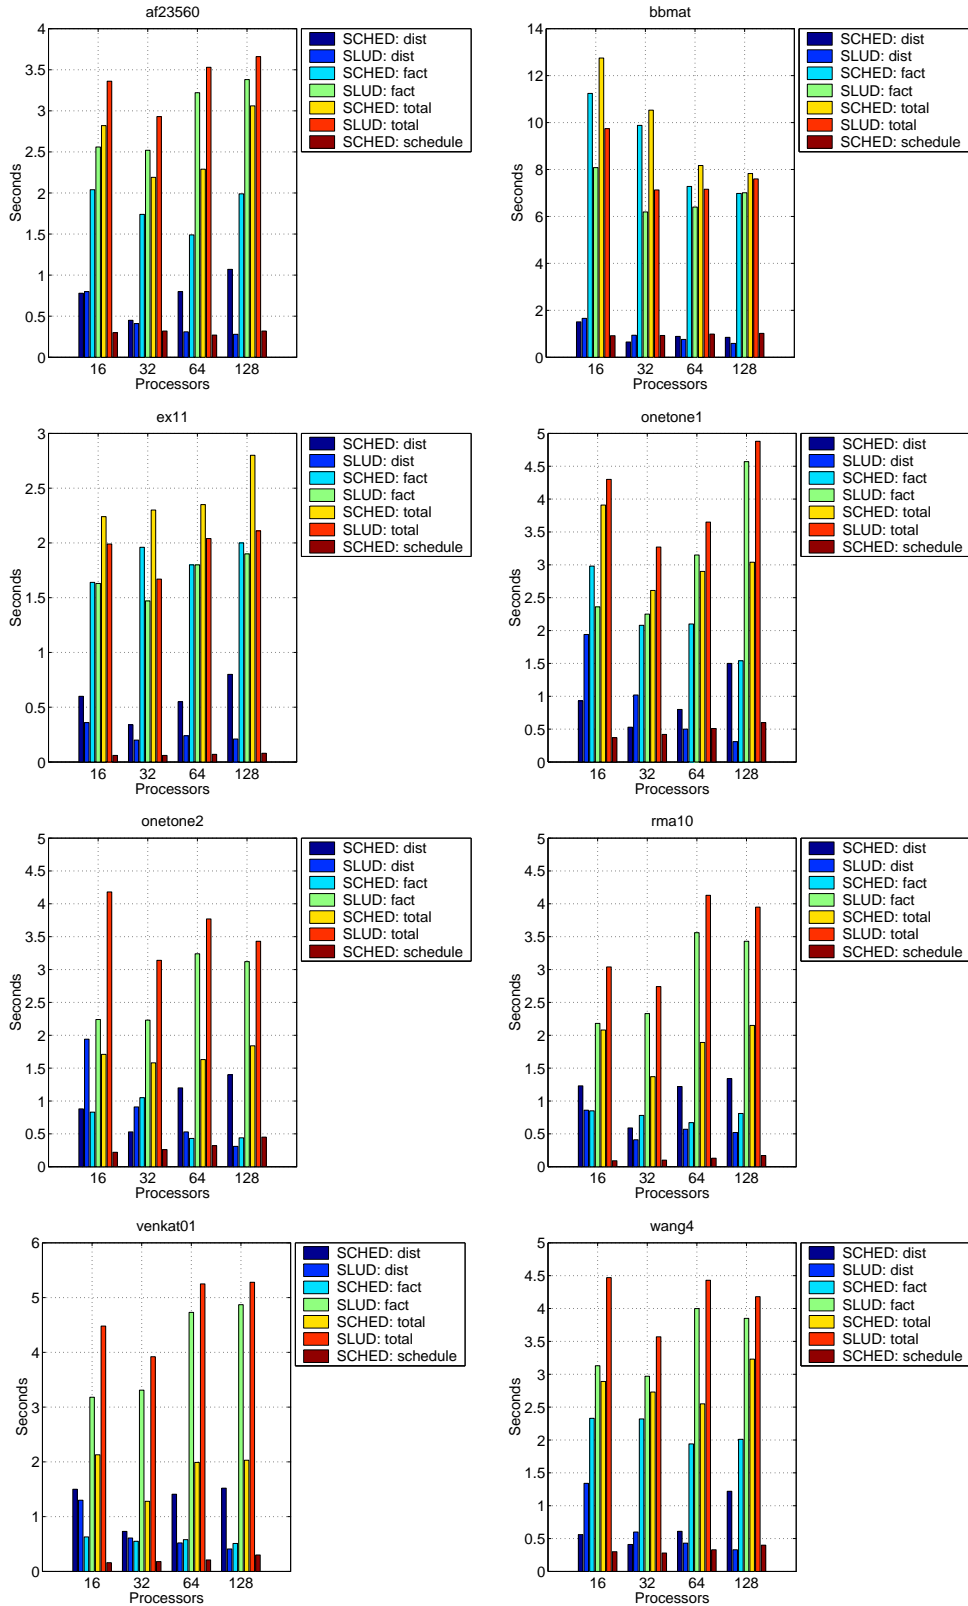 af23560
4
3.5
3
2.5
2
1.5
1
0.5
0
Seconds
16 32 64 128
Processors
SCHED: dist
SLUD: dist
SCHED: fact
SLUD: fact
SCHED: total
SLUD: total
SCHED: schedule
bbmat
14
12
10
8
6
4
2
0
Seconds
16 32 64 128
Processors
SCHED: dist
SLUD: dist
SCHED: fact
SLUD: fact
SCHED: total
SLUD: total
SCHED: schedule
ex11
3
2.5
2
1.5
1
0.5
0
Seconds
16 32 64 128
Processors
SCHED: dist
SLUD: dist
SCHED: fact
SLUD: fact
SCHED: total
SLUD: total
SCHED: schedule
onetone1
5
4.5
4
3.5
3
2.5
2
1.5
1
0.5
0
Seconds
16 32 64 128
Processors
SCHED: dist
SLUD: dist
SCHED: fact
SLUD: fact
SCHED: total
SLUD: total
SCHED: schedule
onetone2
5
4.5
4
3.5
3
2.5
2
1.5
1
0.5
0
Seconds
16 32 64 128
Processors
SCHED: dist
SLUD: dist
SCHED: fact
SLUD: fact
SCHED: total
SLUD: total
SCHED: schedule
rma10
5
4.5
4
3.5
3
2.5
2
1.5
1
0.5
0
Seconds
16 32 64 128
Processors
SCHED: dist
SLUD: dist
SCHED: fact
SLUD: fact
SCHED: total
SLUD: total
SCHED: schedule
venkat01
6
5
4
3
2
1
0
Seconds
16 32 64 128
Processors
SCHED: dist
SLUD: dist
SCHED: fact
SLUD: fact
SCHED: total
SLUD: total
SCHED: schedule
wang4
5
4.5
4
3.5
3
2.5
2
1.5
1
0.5
0
Seconds
16 32 64 128
Processors
SCHED: dist
SLUD: dist
SCHED: fact
SLUD: fact
SCHED: total
SLUD: total
SCHED: schedule